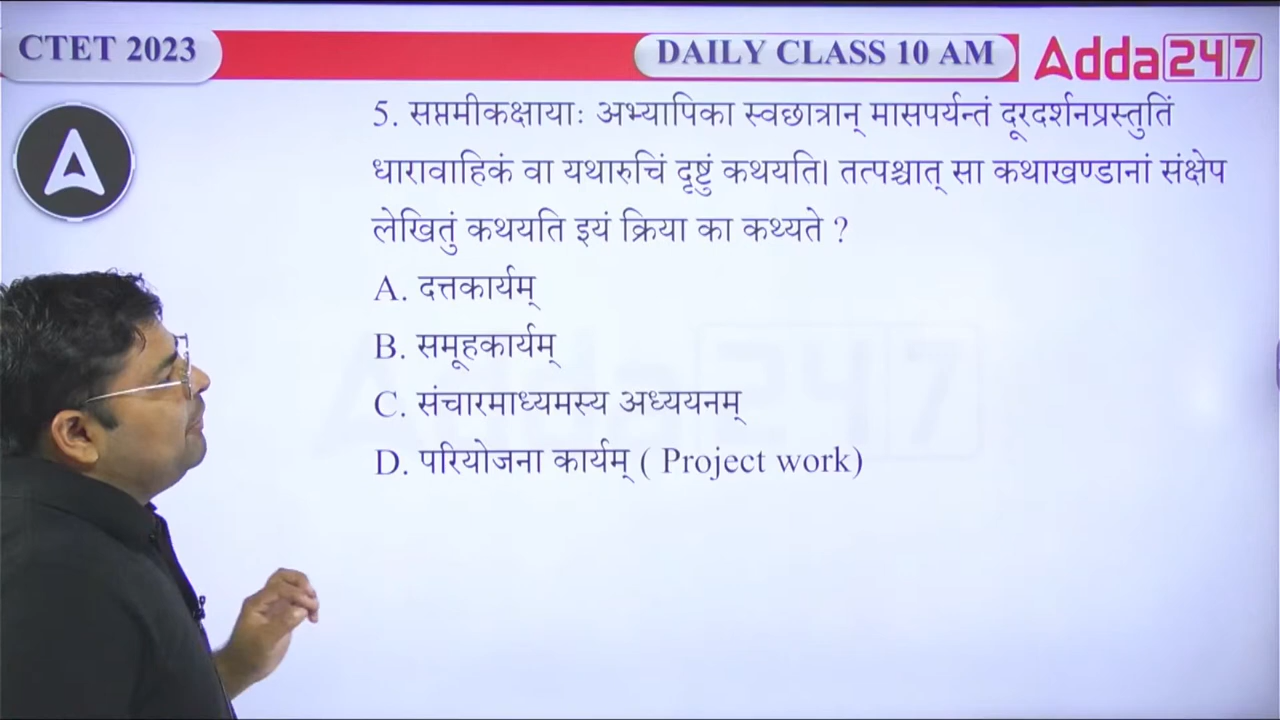 CTET 2023
DAILY CLASS 10 AM
Adda247
5. सप्तमीकक्षायाः अभ्यापिका स्वछात्रान् मासपर्यन्तं दूरदर्शनप्रस्तुतिं
धारावाहिकं वा यथारुचिं दृष्टुं कथयति। तत्पश्चात् सा कथाखण्डानां संक्षेप
लेखितुं कथयति इयं क्रिया का कथ्यते ?
A. दत्तकार्यम्
B. समूहकार्यम्
C. संचारमाध्यमस्य अध्ययनम्
D. परियोजना कार्यम् ( Project work)
Adda247